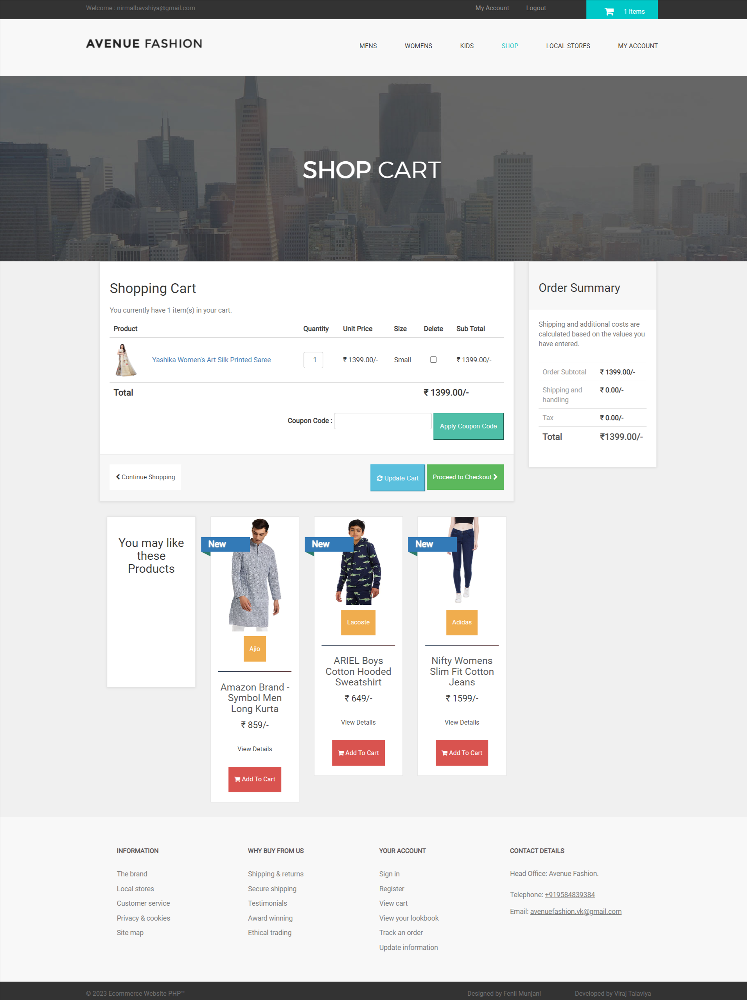 Welcome : nirmalbavshiya@gmail.com
My Account
Logout
1 items
AVENUE FASHION
MENS
WOMENS
KIDS
SHOP
LOCAL STORES
MY ACCOUNT
SHOP CART
Shopping Cart
You currently have 1 item(s) in your cart.
Product Quantity Unit Price Size Delete Sub Total
Yashika Women's Art Silk Printed Saree 1 ₹ 1399.00/- Small ₹ 1399.00/-
Total ₹ 1399.00/-
Coupon Code :
Apply Coupon Code
Continue Shopping
Update Cart
Proceed to Checkout
Order Summary
Shipping and additional costs are
calculated based on the values you
have entered.
Order Subtotal ₹ 1399.00/-
Shipping and ₹ 0.00/-
handling
Tax ₹ 0.00/-
Total ₹1399.00/-
You may like
these
Products
New
Ajio
Amazon Brand -
Symbol Men
Long Kurta
₹ 859/-
View Details
Add To Cart
New
Lacoste
ARIEL Boys
Cotton Hooded
Sweatshirt
₹ 649/-
View Details
Add To Cart
New
Adidas
Nifty Womens
Slim Fit Cotton
Jeans
₹ 1599/-
View Details
Add To Cart
INFORMATION
The brand
Local stores
Customer service
Privacy & cookies
Site map
WHY BUY FROM US
Shipping & returns
Secure shipping
Testimonials
Award winning
Ethical trading
YOUR ACCOUNT
Sign in
Register
View cart
View your lookbook
Track an order
Update information
CONTACT DETAILS
Head Office: Avenue Fashion.
Telephone: +919584839384
Email: avenuefashion.vk@gmail.com
© 2023 Ecommerce Website-PHP™
Designed by Fenil Munjani
Developed by Viraj Talaviya